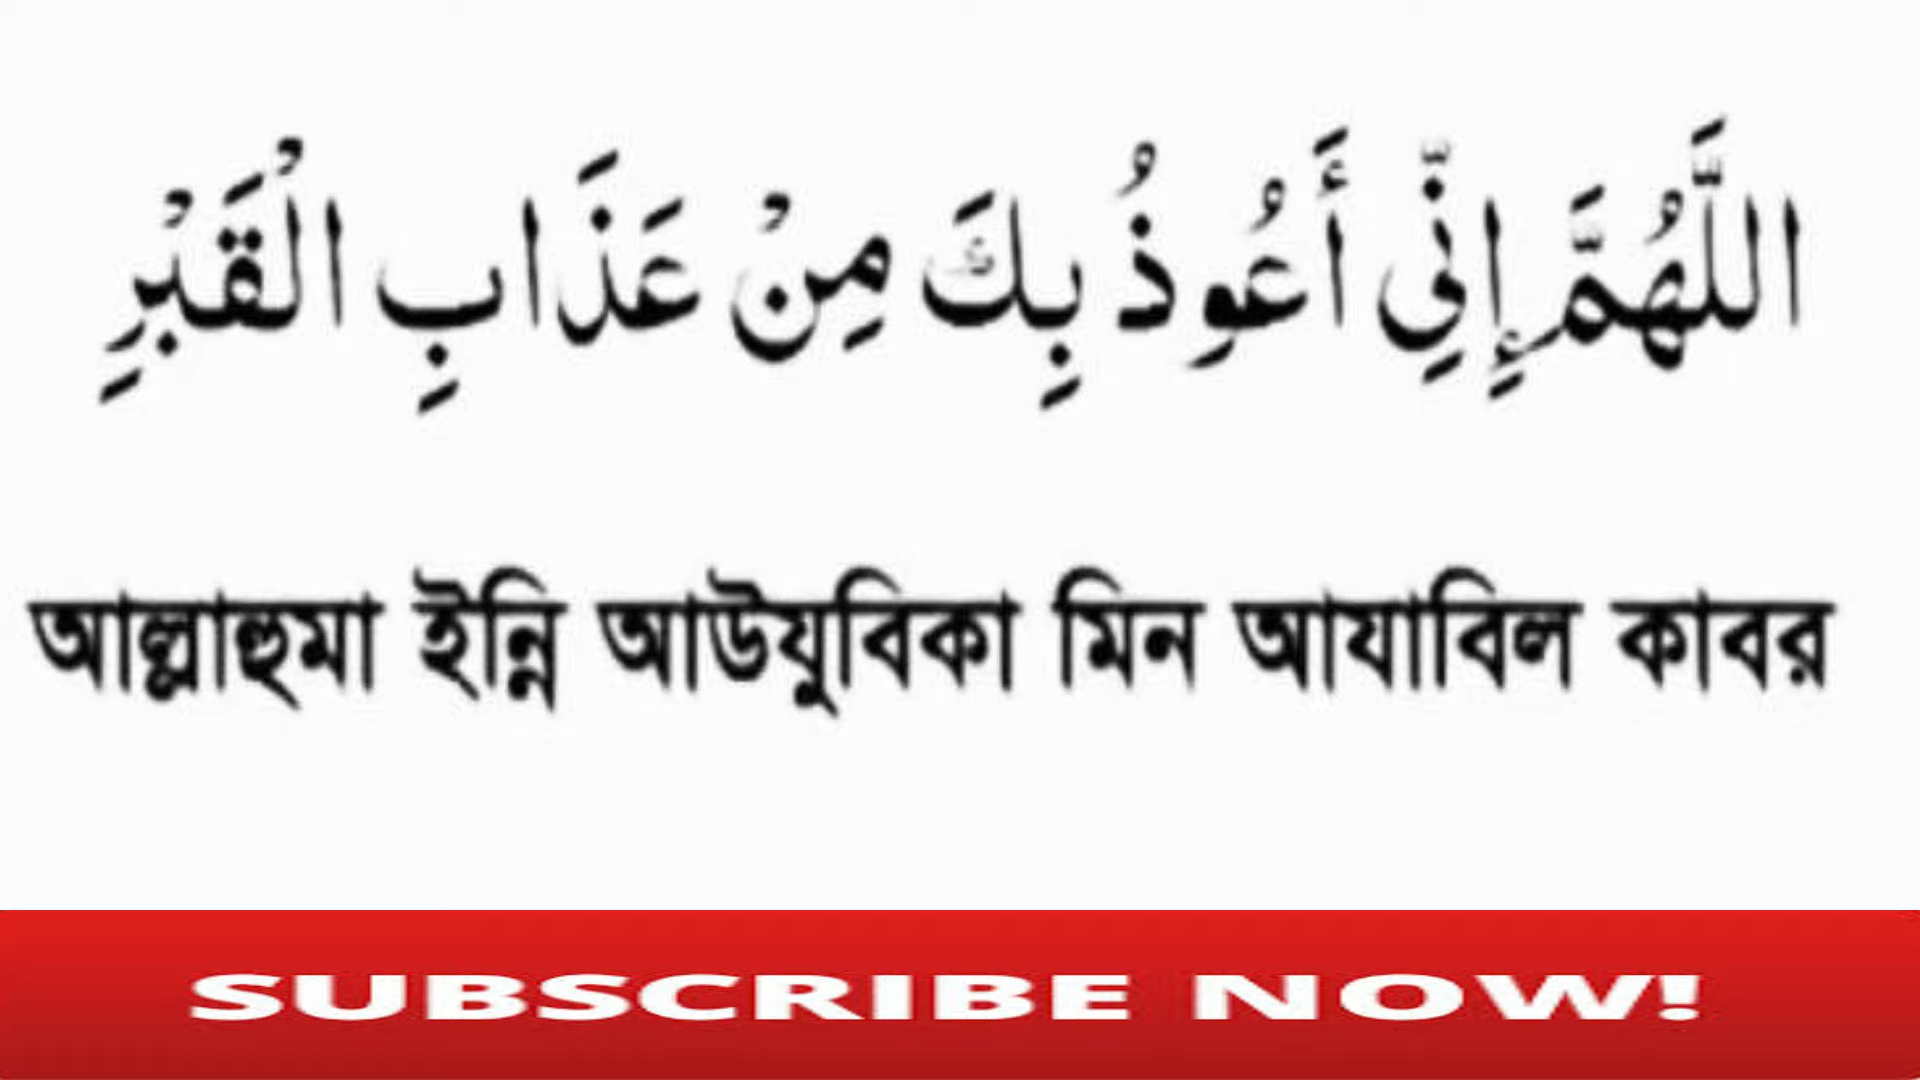 اللَّهُمَّ إِنِّي أَعُوذُ بِكَ مِنْ عَذَابِ الْقَبْرِ
আল্লাহুমা ইন্নি আউযুবিকা মিন আযাবিল কাবর
SUBSCRIBE NOW!